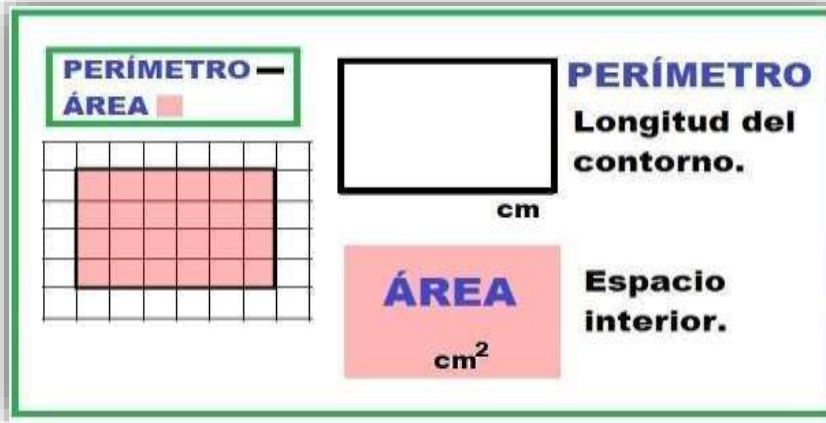 PERÍMETRO
ÁREA
PERÍMETRO
Longitud del
contorno.
cm
ÁREA
cm²
Espacio
interior.